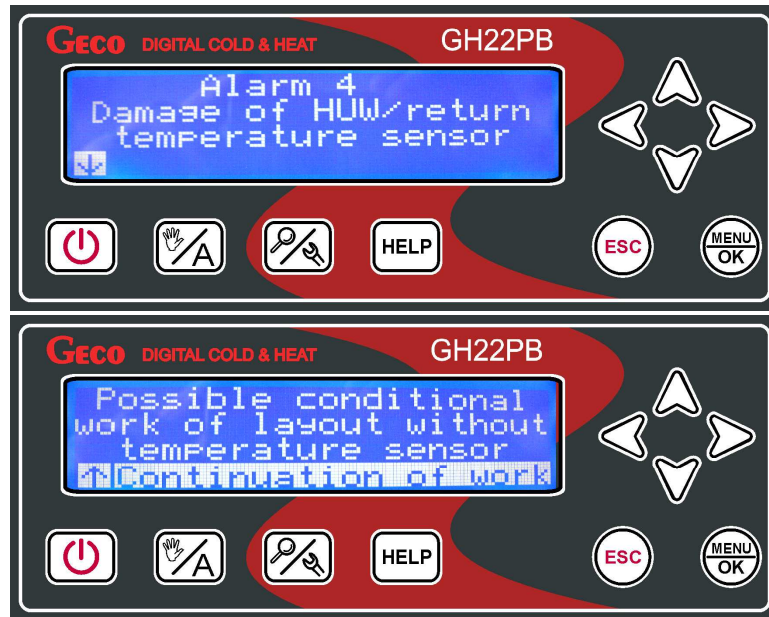 GECO DIGITAL COLD & HEAT GH22PB
Alarm 4
Damage of HUW/return
temperature sensor
A HELP ESC MENU
OK
GECO DIGITAL COLD & HEAT GH22PB
Possible conditional
work of layout without
temperature sensor
↑ Continuation of work
A HELP ESC MENU
OK